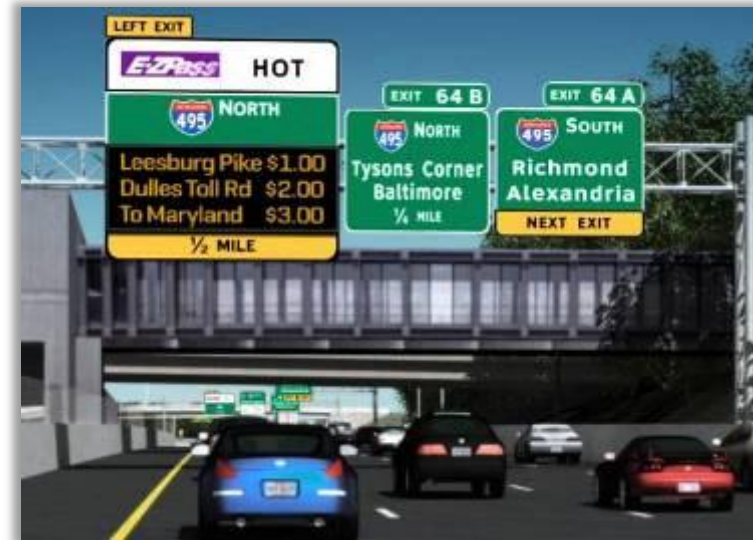 LEFT EXIT
E-ZPass HOT
495 NORTH
Leesburg Pike $1.00
Dulles Toll Rd $2.00
To Maryland $3.00
½ MILE
EXIT 64 B
495 NORTH
Tysons Corner
Baltimore
¼ MILE
EXIT 64 A
495 SOUTH
Richmond
Alexandria
NEXT EXIT